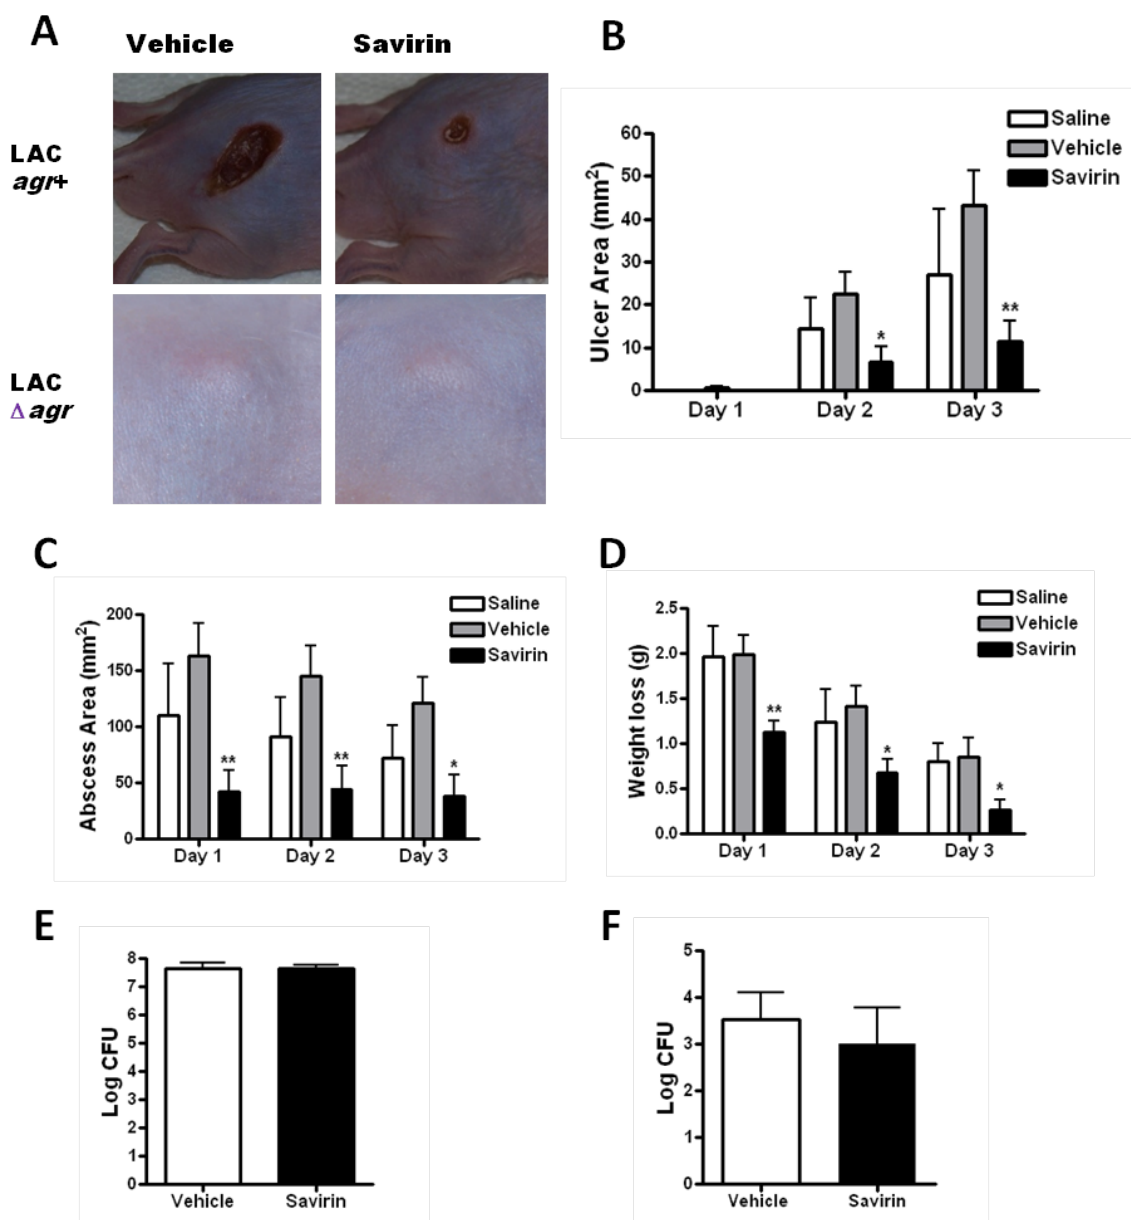 A
Vehicle
Savirin
LAC
agr+
LAC
Δ agr
B
Ulcer Area (mm²)
60
50
40
30
20
10
0
Saline
Vehicle
Savirin
*
**
Day 1
Day 2
Day 3
C
Abscess Area (mm²)
200
150
100
50
0
Saline
Vehicle
Savirin
**
**
*
Day 1
Day 2
Day 3
D
Weight loss (g)
2.5
2.0
1.5
1.0
0.5
0.0
Saline
Vehicle
Savirin
**
*
*
Day 1
Day 2
Day 3
E
Log CFU
8
7
6
5
4
3
2
1
0
Vehicle
Savirin
F
Log CFU
5
4
3
2
1
0
Vehicle
Savirin